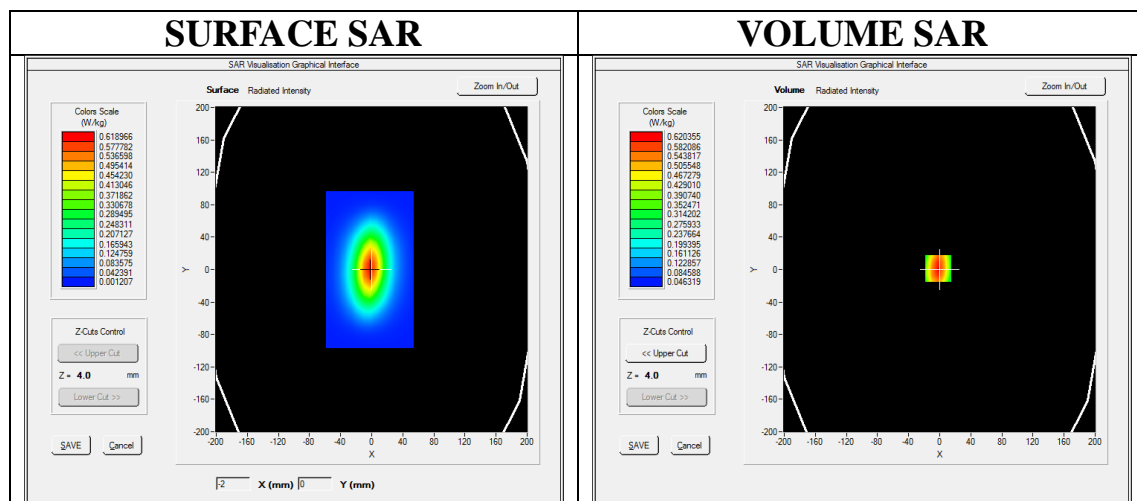 SURFACE SAR
SAR Visualisation Graphical Interface
Surface Radiated Intensity
Zoom In/Out
Colors Scale
(W/kg)
0.618966
0.577782
0.536598
0.495414
0.454230
0.413046
0.371862
0.330678
0.289495
0.248311
0.207127
0.165943
0.124759
0.083575
0.042391
0.001207
200
160
120
80
40
0
-40
-80
-120
-160
-200
Y
-200 -160 -120 -80 -40 0 40 80 120 160 200
X
Z-Cuts Control
<< Upper Cut
Z = 4.0 mm
Lower Cut >>
SAVE Cancel
-2 X (mm) 0 Y (mm)
VOLUME SAR
SAR Visualisation Graphical Interface
Volume Radiated Intensity
Zoom In/Out
Colors Scale
(W/kg)
0.620355
0.582086
0.543817
0.505548
0.467279
0.429010
0.390740
0.352471
0.314202
0.275933
0.237664
0.199395
0.161126
0.122857
0.084588
0.046319
200
160
120
80
40
0
-40
-80
-120
-160
-200
Y
-200 -160 -120 -80 -40 0 40 80 120 160 200
X
Z-Cuts Control
<< Upper Cut
Z = 4.0 mm
Lower Cut >>
SAVE Cancel